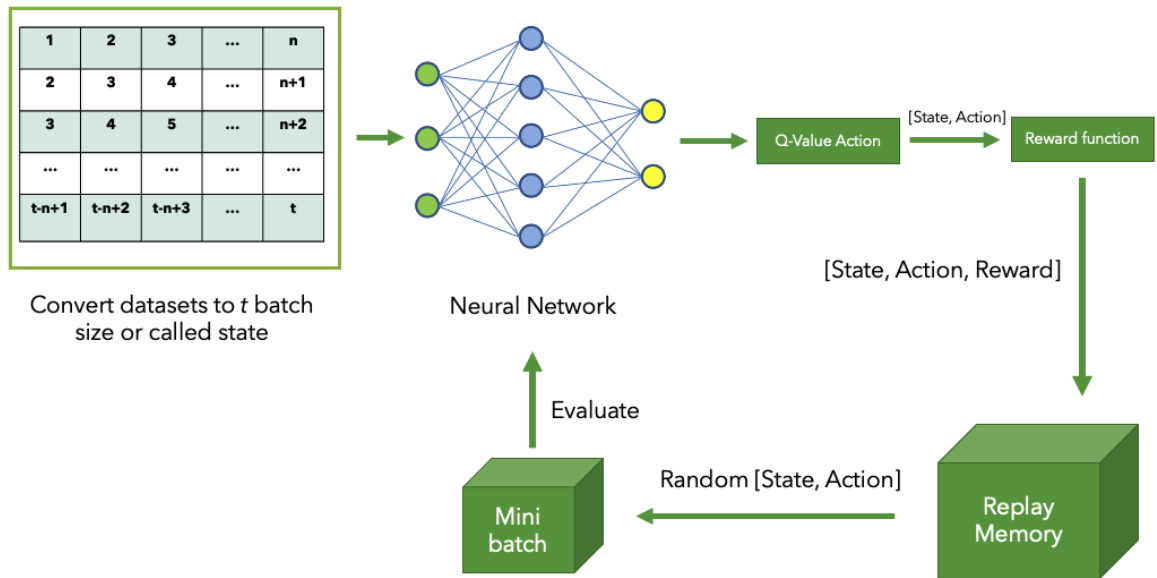 1 2 3 ... n
2 3 4 ... n+1
3 4 5 ... n+2
... ... ... ... ...
t-n+1 t-n+2 t-n+3 ... t
Convert datasets to t batch
size or called state
Neural Network
Q-Value Action
[State, Action]
Reward function
[State, Action, Reward]
Replay
Memory
Random [State, Action]
Mini
batch
Evaluate